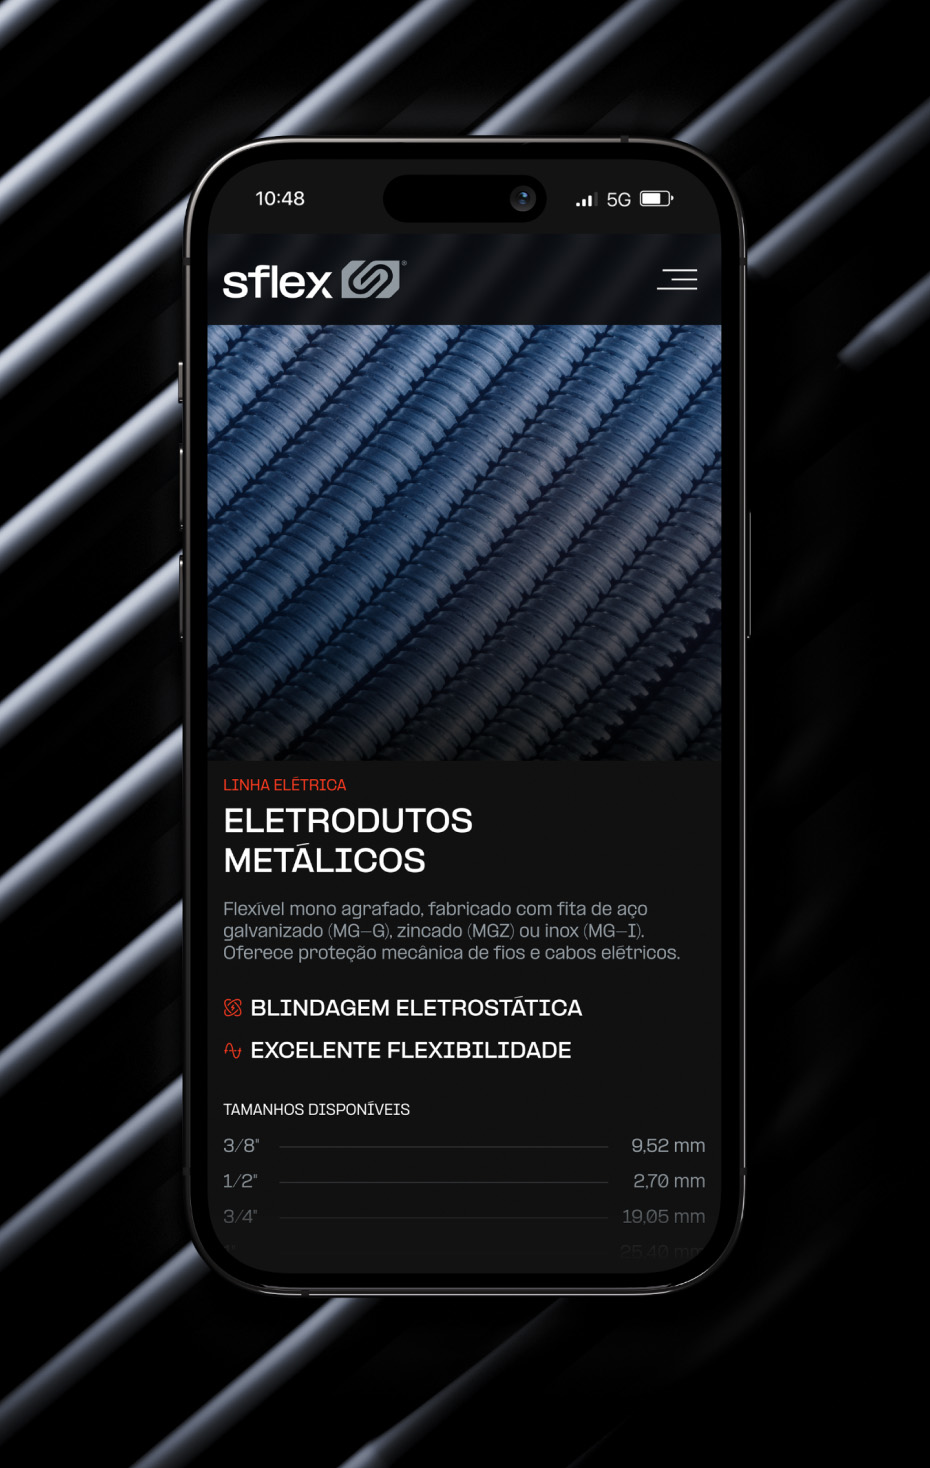 10:48
5G
sflex
LINHA ELÉTRICA
ELETRODUTOS
METÁLICOS
Flexível mono agrafado, fabricado com fita de aço
galvanizado (MG-G), zincado (MGZ) ou inox (MG-I).
Oferece proteção mecânica de fios e cabos elétricos.
BLINDAGEM ELETROSTÁTICA
EXCELENTE FLEXIBILIDADE
TAMANHOS DISPONÍVEIS
3/8" 9,52 mm
1/2" 2,70 mm
3/4" 19,05 mm
1" 25,40 mm